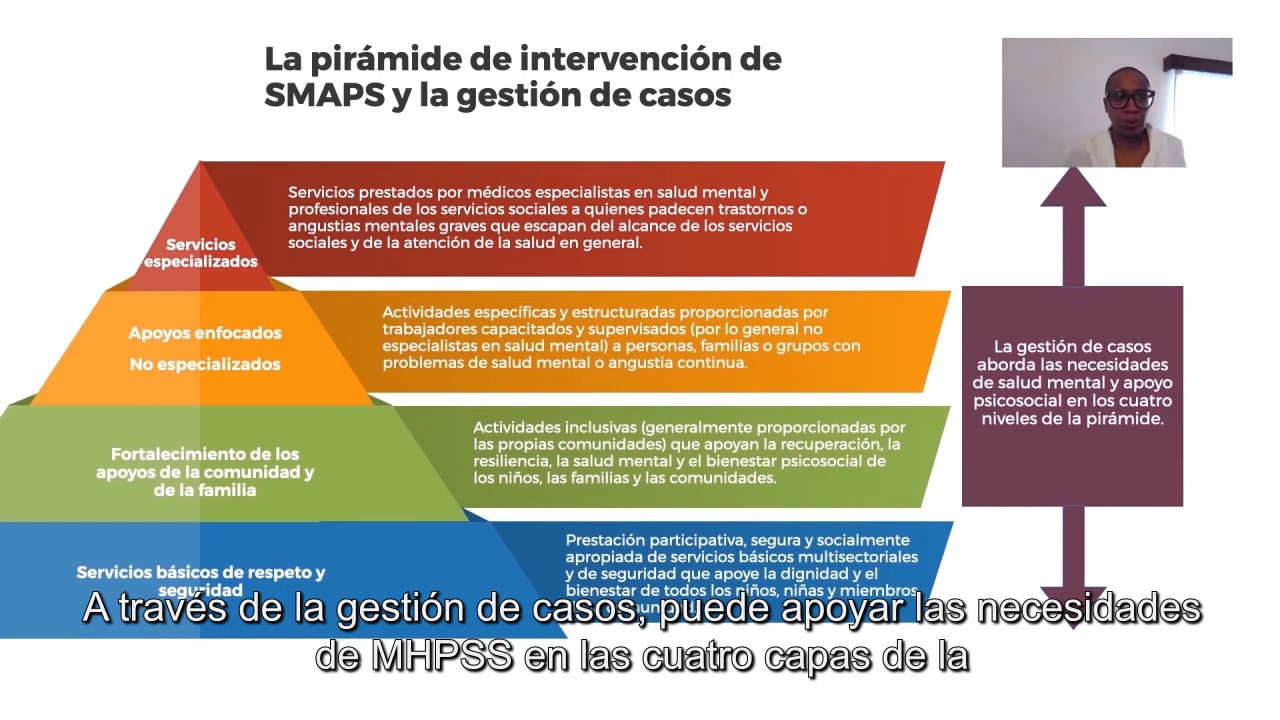 La pirámide de intervención de
SMAPS y la gestión de casos
Servicios
especializados
Servicios prestados por médicos especialistas en salud mental y
profesionales de los servicios sociales a quienes padecen trastornos o
angustias mentales graves que escapan del alcance de los servicios
sociales y de la atención de la salud en general.
Apoyos enfocados
No especializados
Actividades específicas y estructuradas proporcionadas por
trabajadores capacitados y supervisados (por lo general no
especialistas en salud mental) a personas, familias o grupos con
problemas de salud mental o angustia continua.
Fortalecimiento de los
apoyos de la comunidad y
de la familia
Actividades inclusivas (generalmente proporcionadas por
las propias comunidades) que apoyan la recuperación, la
resiliencia, la salud mental y el bienestar psicosocial de
los niños, las familias y las comunidades.
Servicios básicos de respeto y
seguridad
Prestación participativa, segura y socialmente
apropiada de servicios básicos multisectoriales
y de seguridad que apoye la dignidad y el
bienestar de todos los niños, niñas y miembros
La gestión de casos
aborda las necesidades
de salud mental y apoyo
psicosocial en los cuatro
niveles de la pirámide.
A través de la gestión de casos, puede apoyar las necesidades
de MHPSS en las cuatro capas de la